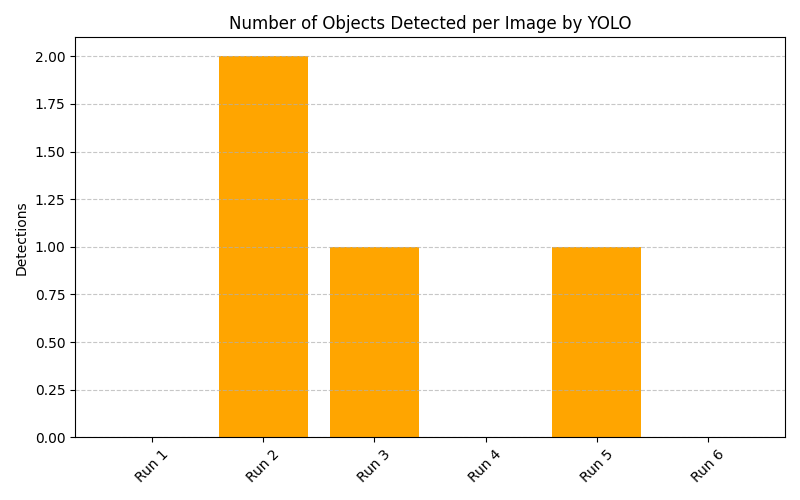 Number of Objects Detected per Image by YOLO
Detections
2.00
1.75
1.50
1.25
1.00
0.75
0.50
0.25
0.00
Run 1
Run 2
Run 3
Run 4
Run 5
Run 6